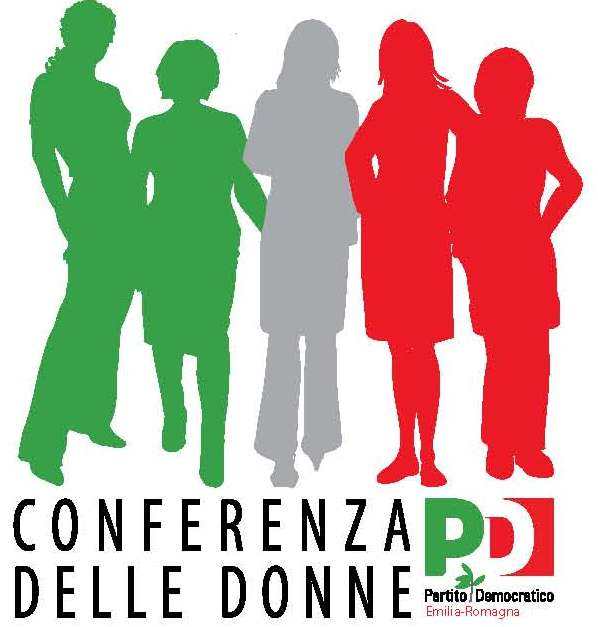 CONFERENZA
DELLE DONNE
PD
Partito Democratico
Emilia-Romagna